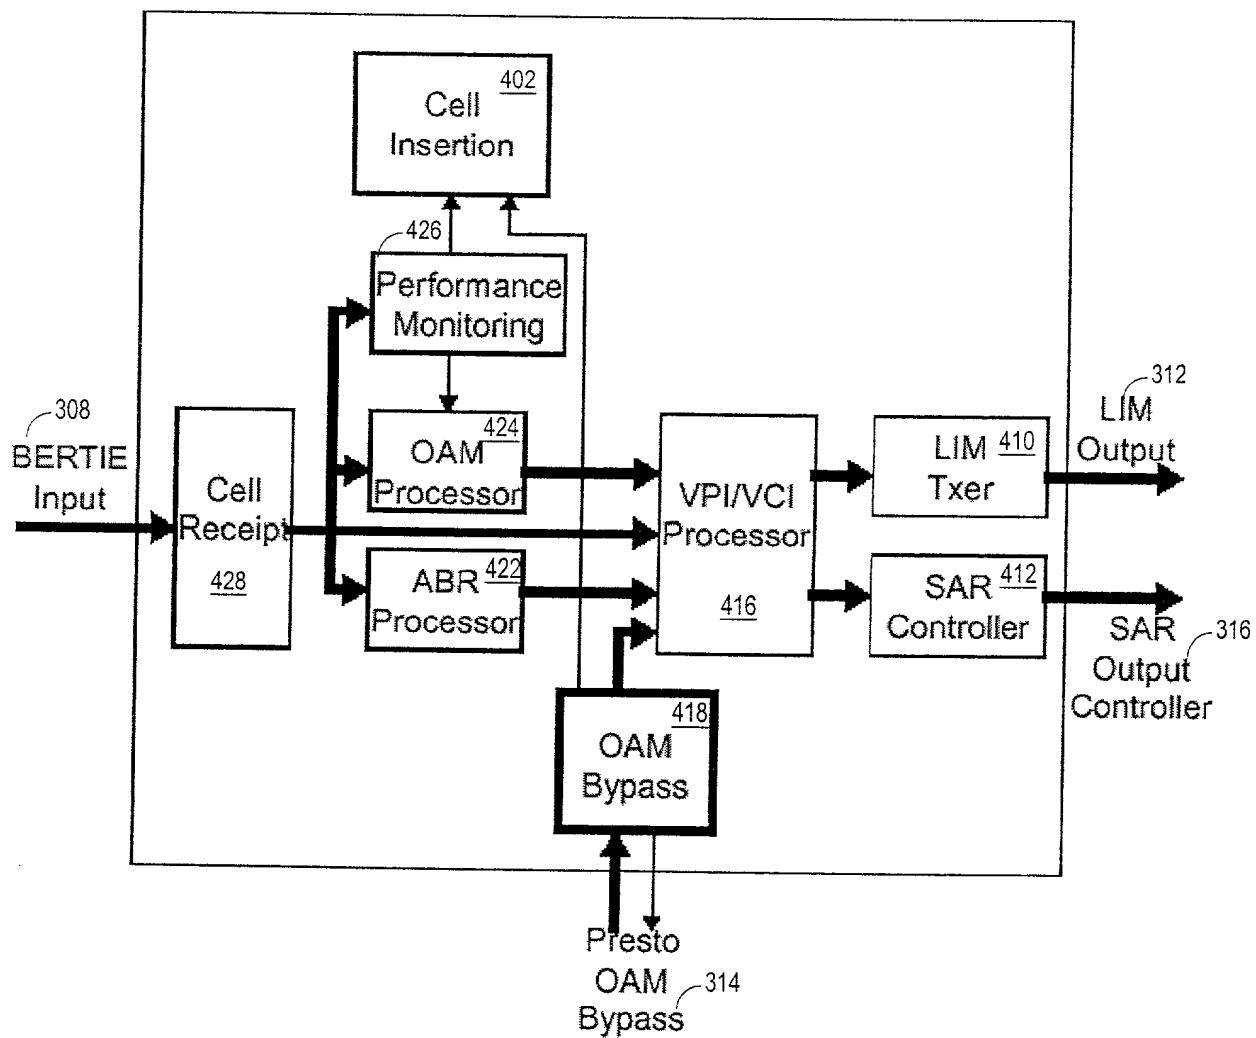 402
Cell
Insertion
426
Performance
Monitoring
308
BERTIE
Input
Cell
Receipt
428
424
OAM
Processor
422
ABR
Processor
VPI/VCI
Processor
416
LIM 410
Txer
312
LIM
Output
412
SAR
Controller
SAR 316
Output
Controller
418
OAM
Bypass
Presto
OAM
Bypass 314